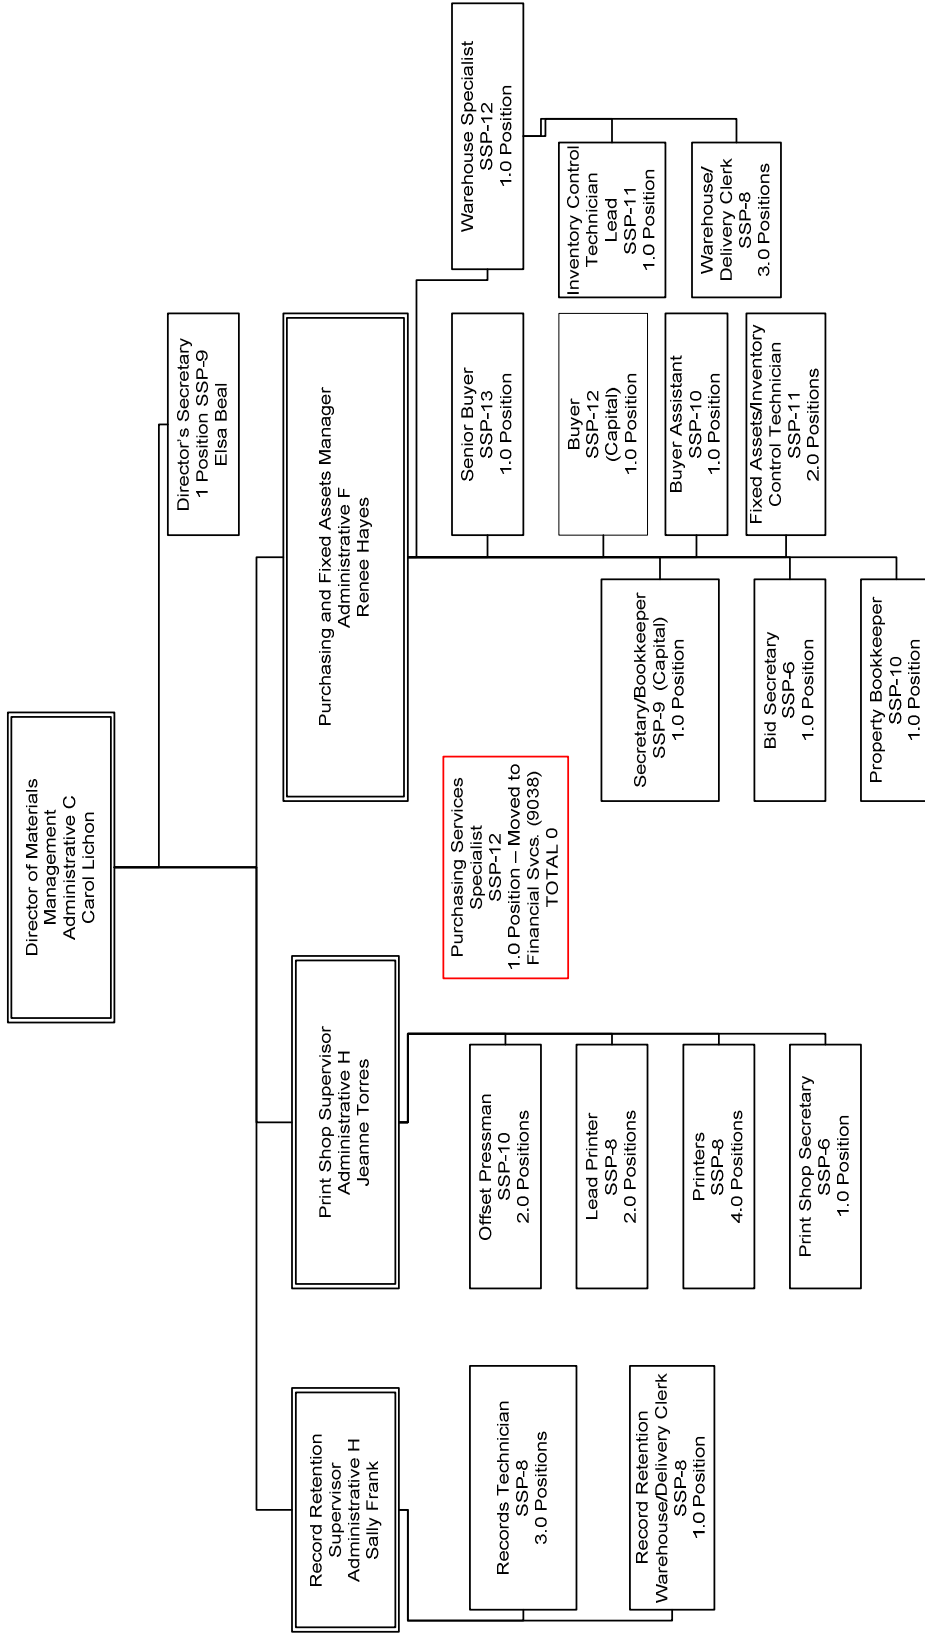 Director of Materials
Management
Administrative C
Carol Lichon
Director's Secretary
1 Position SSP-9
Elsa Beal
Record Retention
Supervisor
Administrative H
Sally Frank
Print Shop Supervisor
Administrative H
Jeanne Torres
Purchasing and Fixed Assets Manager
Administrative F
Renee Hayes
Records Technician
SSP-8
3.0 Positions
Record Retention
Warehouse/Delivery Clerk
SSP-8
1.0 Position
Offset Pressman
SSP-10
2.0 Positions
Lead Printer
SSP-8
2.0 Positions
Printers
SSP-8
4.0 Positions
Print Shop Secretary
SSP-6
1.0 Position
Purchasing Services
Specialist
SSP-12
1.0 Position – Moved to
Financial Svcs. (9038)
TOTAL 0
Secretary/Bookkeeper
SSP-9 (Capital)
1.0 Position
Bid Secretary
SSP-6
1.0 Position
Property Bookkeeper
SSP-10
1.0 Position
Senior Buyer
SSP-13
1.0 Position
Buyer
SSP-12
(Capital)
1.0 Position
Buyer Assistant
SSP-10
1.0 Position
Fixed Assets/Inventory
Control Technician
SSP-11
2.0 Positions
Warehouse Specialist
SSP-12
1.0 Position
Inventory Control
Technician
Lead
SSP-11
1.0 Position
Warehouse/
Delivery Clerk
SSP-8
3.0 Positions